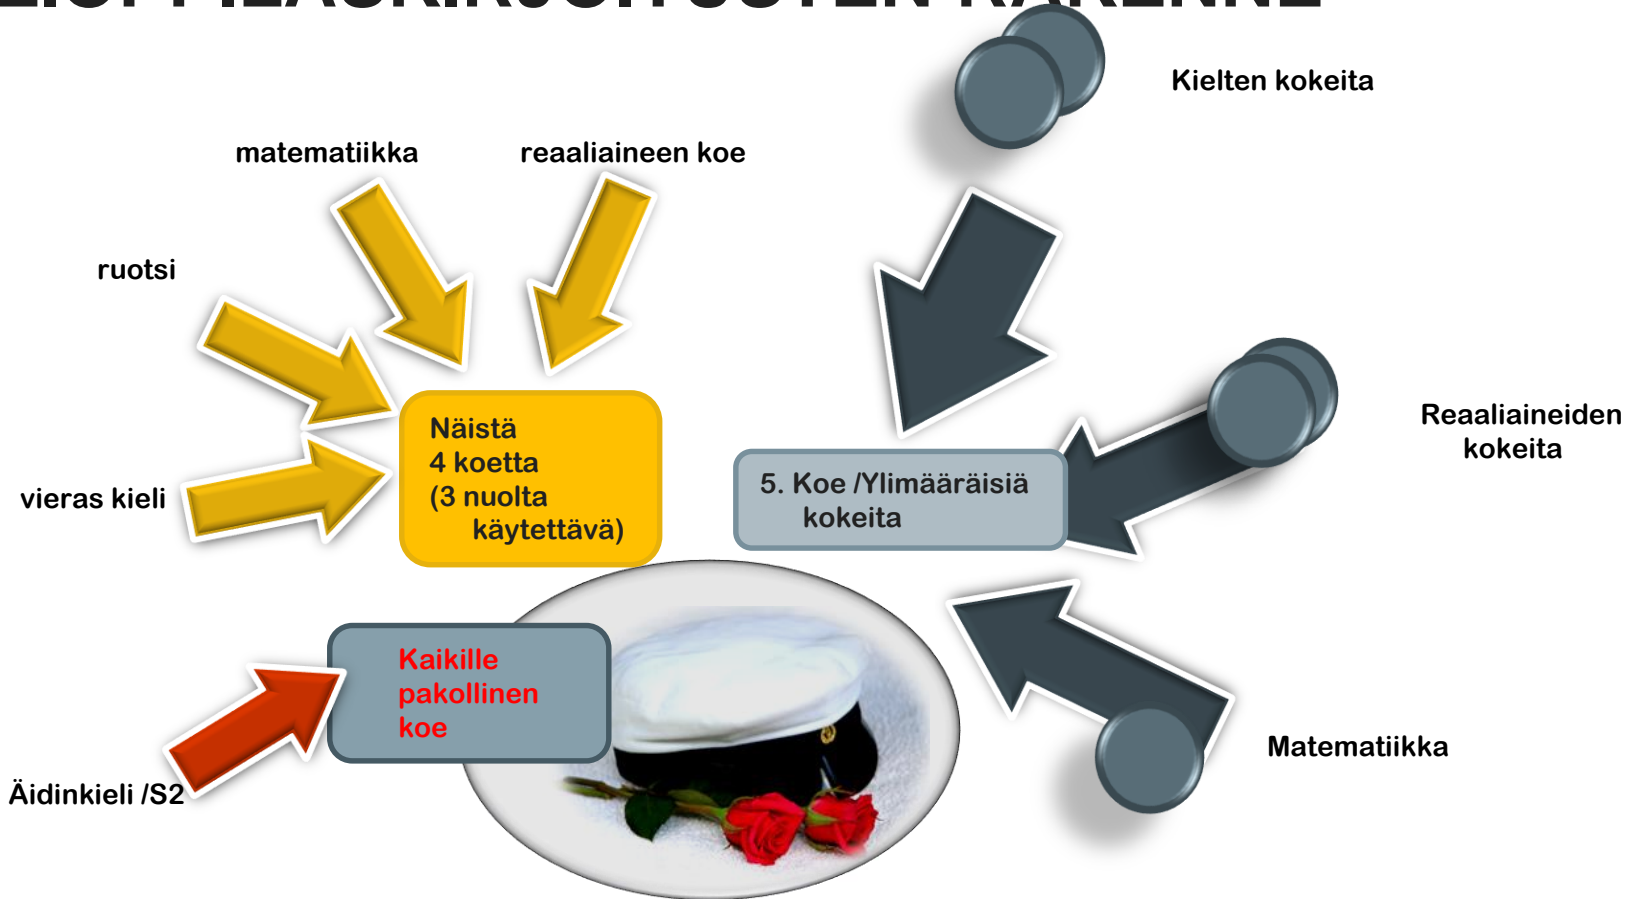 RAKENNE
Kielten kokeita
matematiikka
reaaliaineen koe
ruotsi
vieras kieli
Näistä
4 koetta
(3 nuolta
käytettävä)
5. Koe /Ylimääräisiä
kokeita
Reaaliaineiden
kokeita
Kaikille
pakollinen
koe
Äidinkieli /S2
Matematiikka